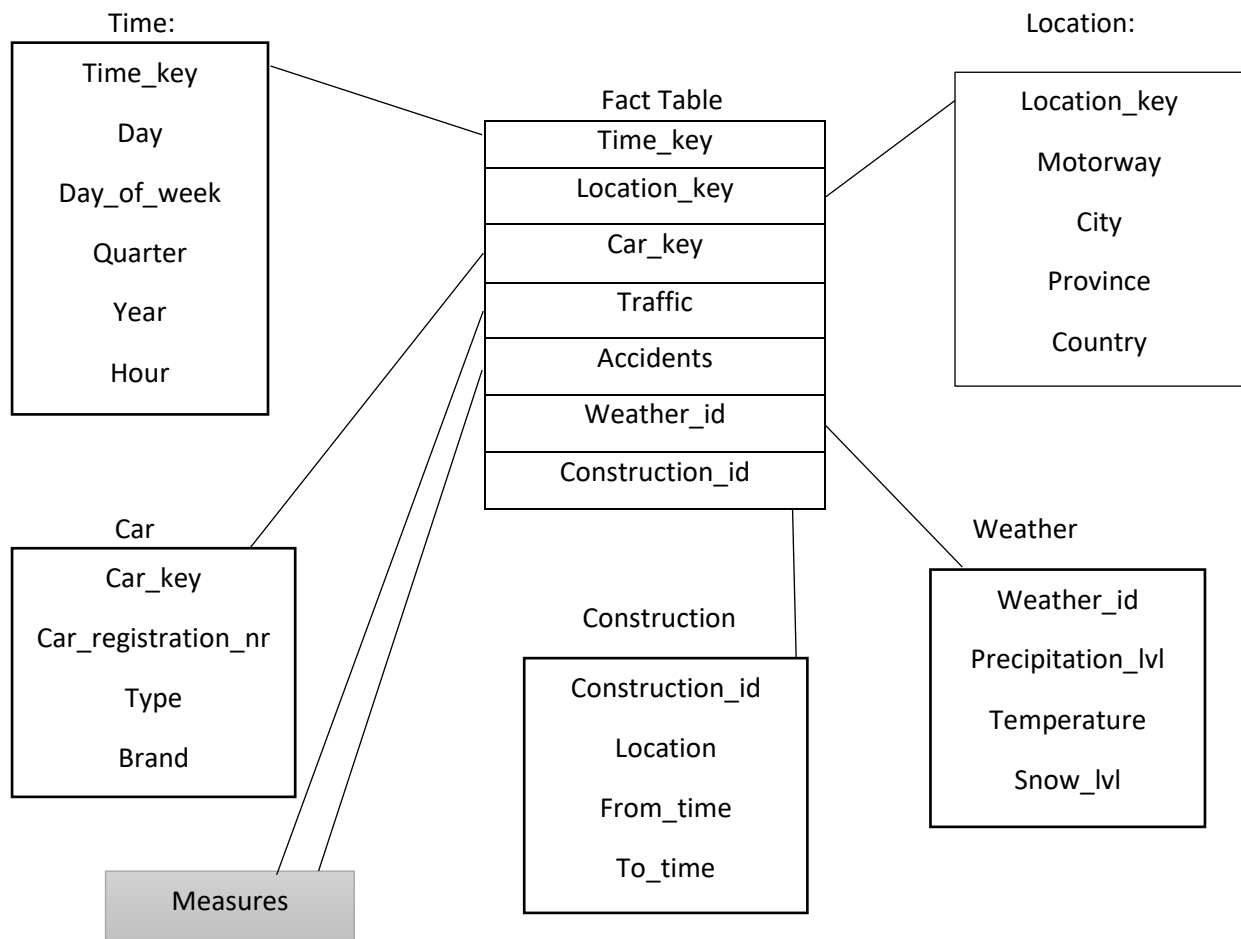 Time:
Time_key
Day
Day_of_week
Quarter
Year
Hour
Fact Table
Time_key
Location_key
Car_key
Traffic
Accidents
Weather_id
Construction_id
Location:
Location_key
Motorway
City
Province
Country
Car
Car_key
Car_registration_nr
Type
Brand
Construction
Construction_id
Location
From_time
To_time
Weather
Weather_id
Precipitation_lvl
Temperature
Snow_lvl
Measures